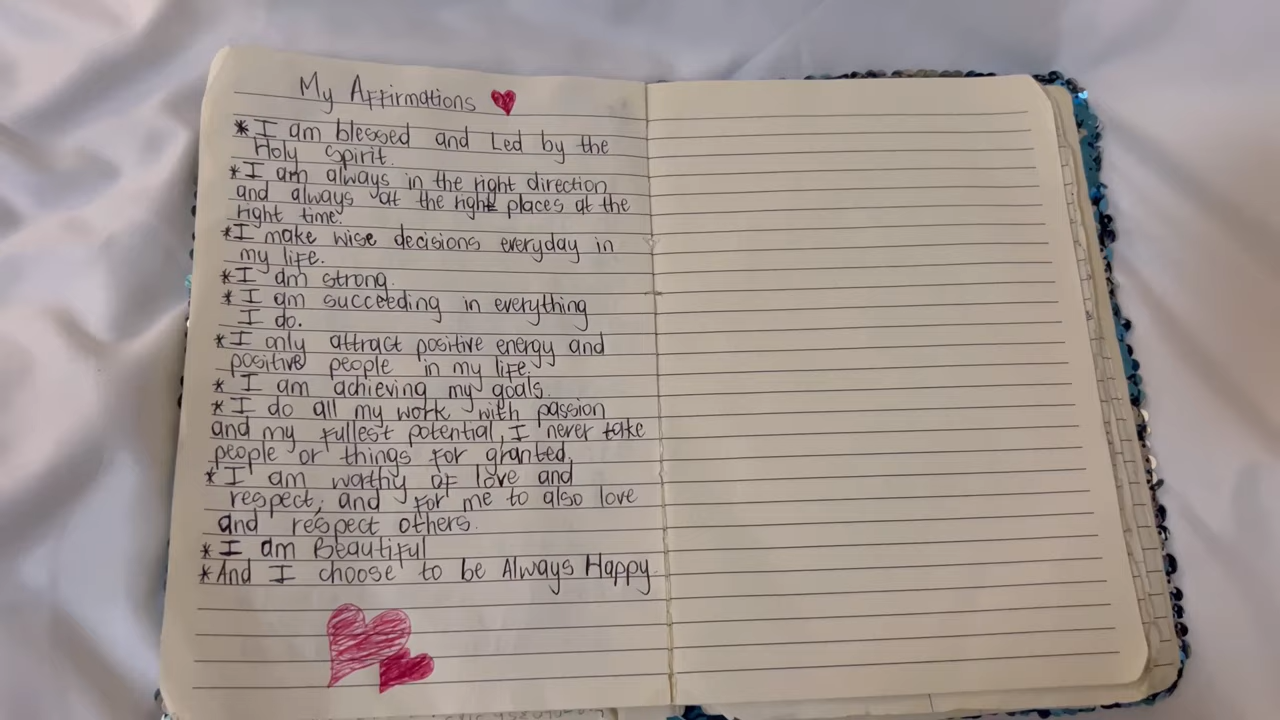 My Affirmations
* I am blessed and Led by the
Holy Spirit.
* I am always in the right direction
and always at the right places at the
right time.
* I make wise decisions everyday in
my life.
* I am strong.
* I am succeeding in everything
I do.
* I only attract positive energy and
positive people in my life.
* I am achieving my goals.
* I do all my work with passion
and my fullest potential, I never take
people or things for granted.
* I am worthy of love and
respect, and for me to also love
and respect others.
* I am Beautiful
* And I choose to be Always Happy.